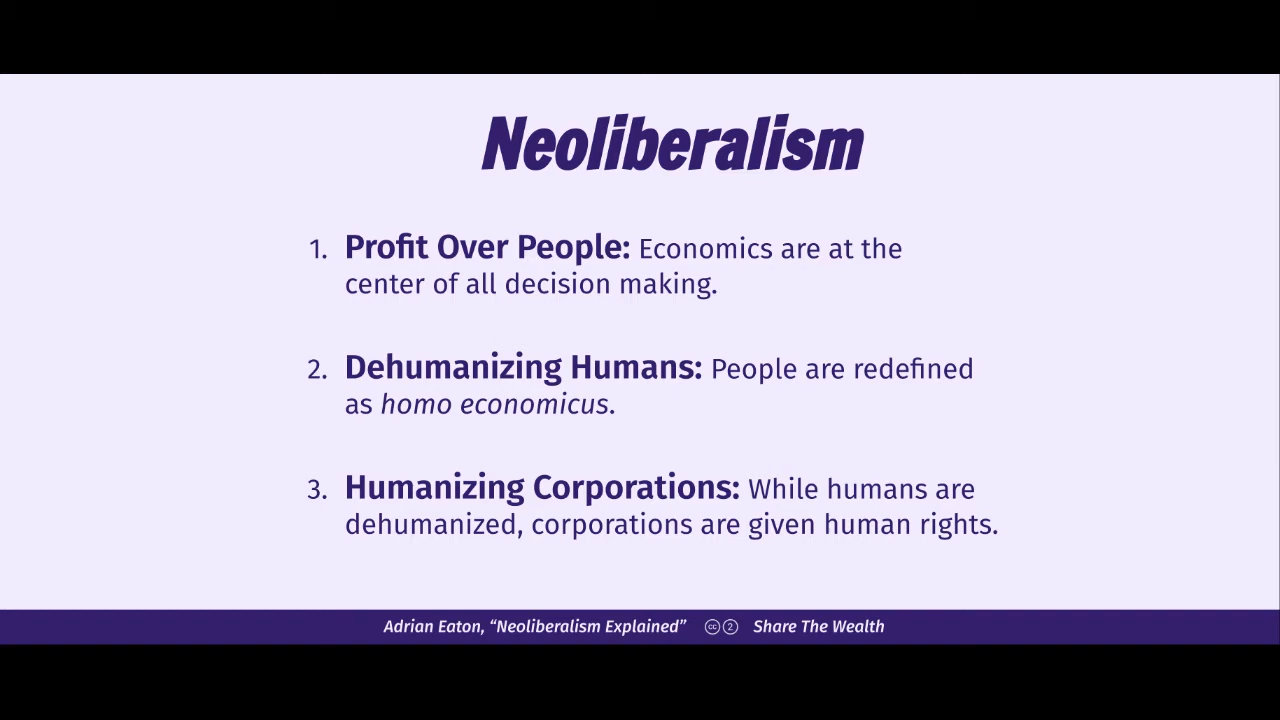 Neoliberalism
1. Profit Over People: Economics are at the
center of all decision making.
2. Dehumanizing Humans: People are redefined
as homo economicus.
3. Humanizing Corporations: While humans are
dehumanized, corporations are given human rights.
Adrian Eaton, “Neoliberalism Explained” cc 2 Share The Wealth